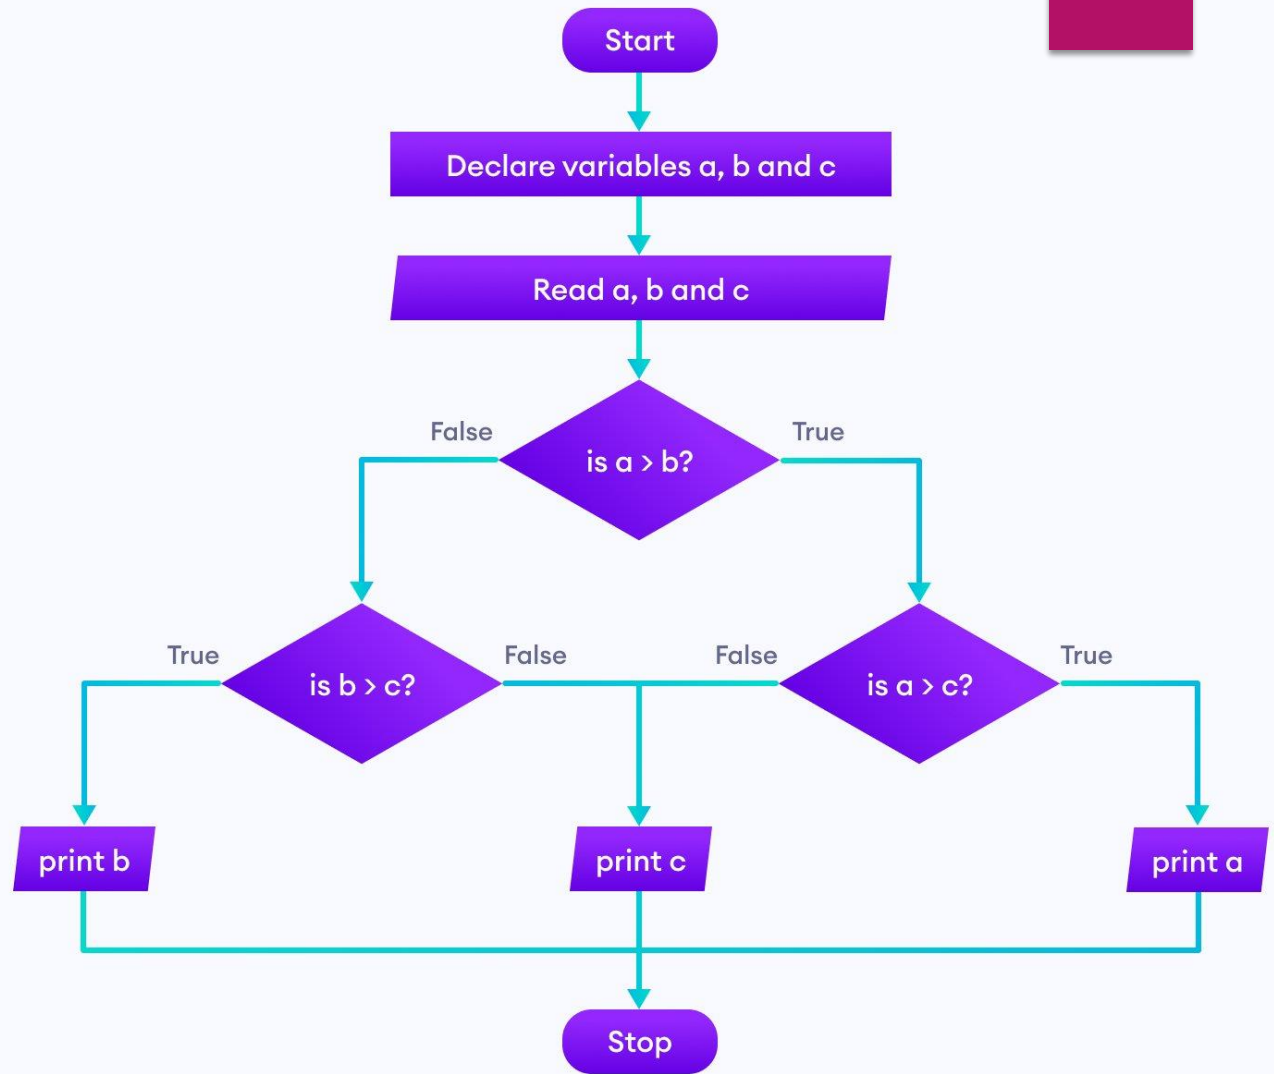 Start
Declare variables a, b and c
Read a, b and c
False
True
is a > b?
True
False
False
True
is b > c?
is a > c?
print b
print c
print a
Stop